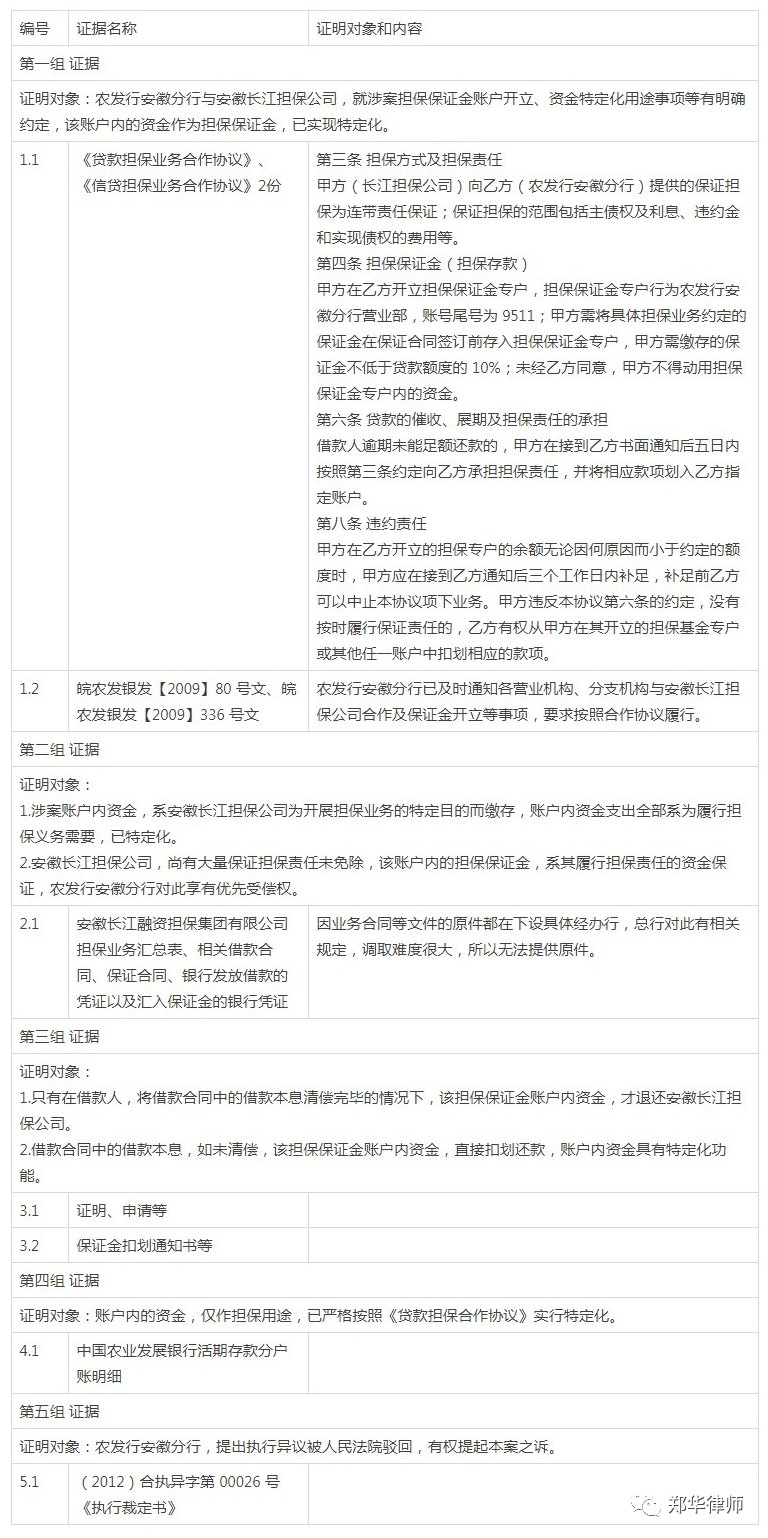 编号 证据名称 证明对象和内容
第一组 证据
证明对象：农发行安徽分行与安徽长江担保公司，就涉案担保保证金账户开立、资金特定化用途事项等有明确
约定，该账户内的资金作为担保保证金，已实现特定化。
1.1
《贷款担保业务合作协议》、
《信贷担保业务合作协议》2份
第三条 担保方式及担保责任
甲方（长江担保公司）向乙方（农发行安徽分行）提供的保证担
保为连带责任保证；保证担保的范围包括主债权及利息、违约金
和实现债权的费用等。
第四条 担保保证金（担保存款）
甲方在乙方开立担保保证金专户，担保保证金专户行为农发行安
徽分行营业部，账号尾号为 9511；甲方需将具体担保业务约定的
保证金在保证合同签订前存入担保保证金专户，甲方需缴存的保
证金不低于贷款额度的 10%；未经乙方同意，甲方不得动用担保
保证金专户内的资金。
第六条 贷款的催收、展期及担保责任的承担
借款人逾期未能足额还款的，甲方在接到乙方书面通知后五日内
按照第三条约定向乙方承担担保责任，并将相应款项划入乙方指
定账户。
第八条 违约责任
甲方在乙方开立的担保专户的余额无论因何原因而小于约定的额
度时，甲方应在接到乙方通知后三个工作日内补足，补足前乙方
可以中止本协议项下业务。甲方违反本协议第六条的约定，没有
按时履行保证责任的，乙方有权从甲方在其开立的担保基金专户
或其他任一账户中扣划相应的款项。
1.2
皖农发银发【2009】80 号文、皖
农发银发【2009】336 号文
农发行安徽分行已及时通知各营业机构、分支机构与安徽长江担
保公司合作及保证金开立等事项，要求按照合作协议履行。
第二组 证据
证明对象：
1.涉案账户内资金，系安徽长江担保公司为开展担保业务的特定目的而缴存，账户内资金支出全部系为履行担
保义务需要，已特定化。
2.安徽长江担保公司，尚有大量保证担保责任未免除，该账户内的担保保证金，系其履行担保责任的资金保
证，农发行安徽分行对此享有优先受偿权。
2.1
安徽长江融资担保集团有限公司
担保业务汇总表、相关借款合
同、保证合同、银行发放借款的
凭证以及汇入保证金的银行凭证
因业务合同等文件的原件都在下设具体经办行，总行对此有相关
规定，调取难度很大，所以无法提供原件。
第三组 证据
证明对象：
1.只有在借款人，将借款合同中的借款本息清偿完毕的情况下，该担保保证金账户内资金，才退还安徽长江担
保公司。
2.借款合同中的借款本息，如未清偿，该担保保证金账户内资金，直接扣划还款，账户内资金具有特定化功
能。
3.1 证明、申请等
3.2 保证金扣划通知书等
第四组 证据
证明对象：账户内的资金，仅作担保用途，已严格按照《贷款担保合作协议》实行特定化。
4.1
中国农业发展银行活期存款分户
账明细
第五组 证据
证明对象：农发行安徽分行，提出执行异议被人民法院驳回，有权提起本案之诉。
5.1
（2012）合执异字第 00026 号
《执行裁定书》
郑华律师